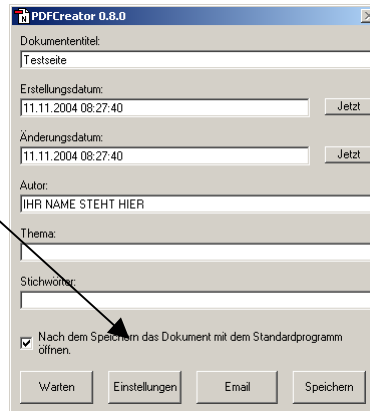 PDFCreator 0.8.0
Dokumententitel:
Testseite
Erstellungsdatum:
11.11.2004 08:27:40 Jetzt
Änderungsdatum:
11.11.2004 08:27:40 Jetzt
Autor:
IHR NAME STEHT HIER
Thema:
Stichwörter:
Nach dem Speichern das Dokument mit dem Standardprogramm
öffnen.
Warten Einstellungen Email Speichern